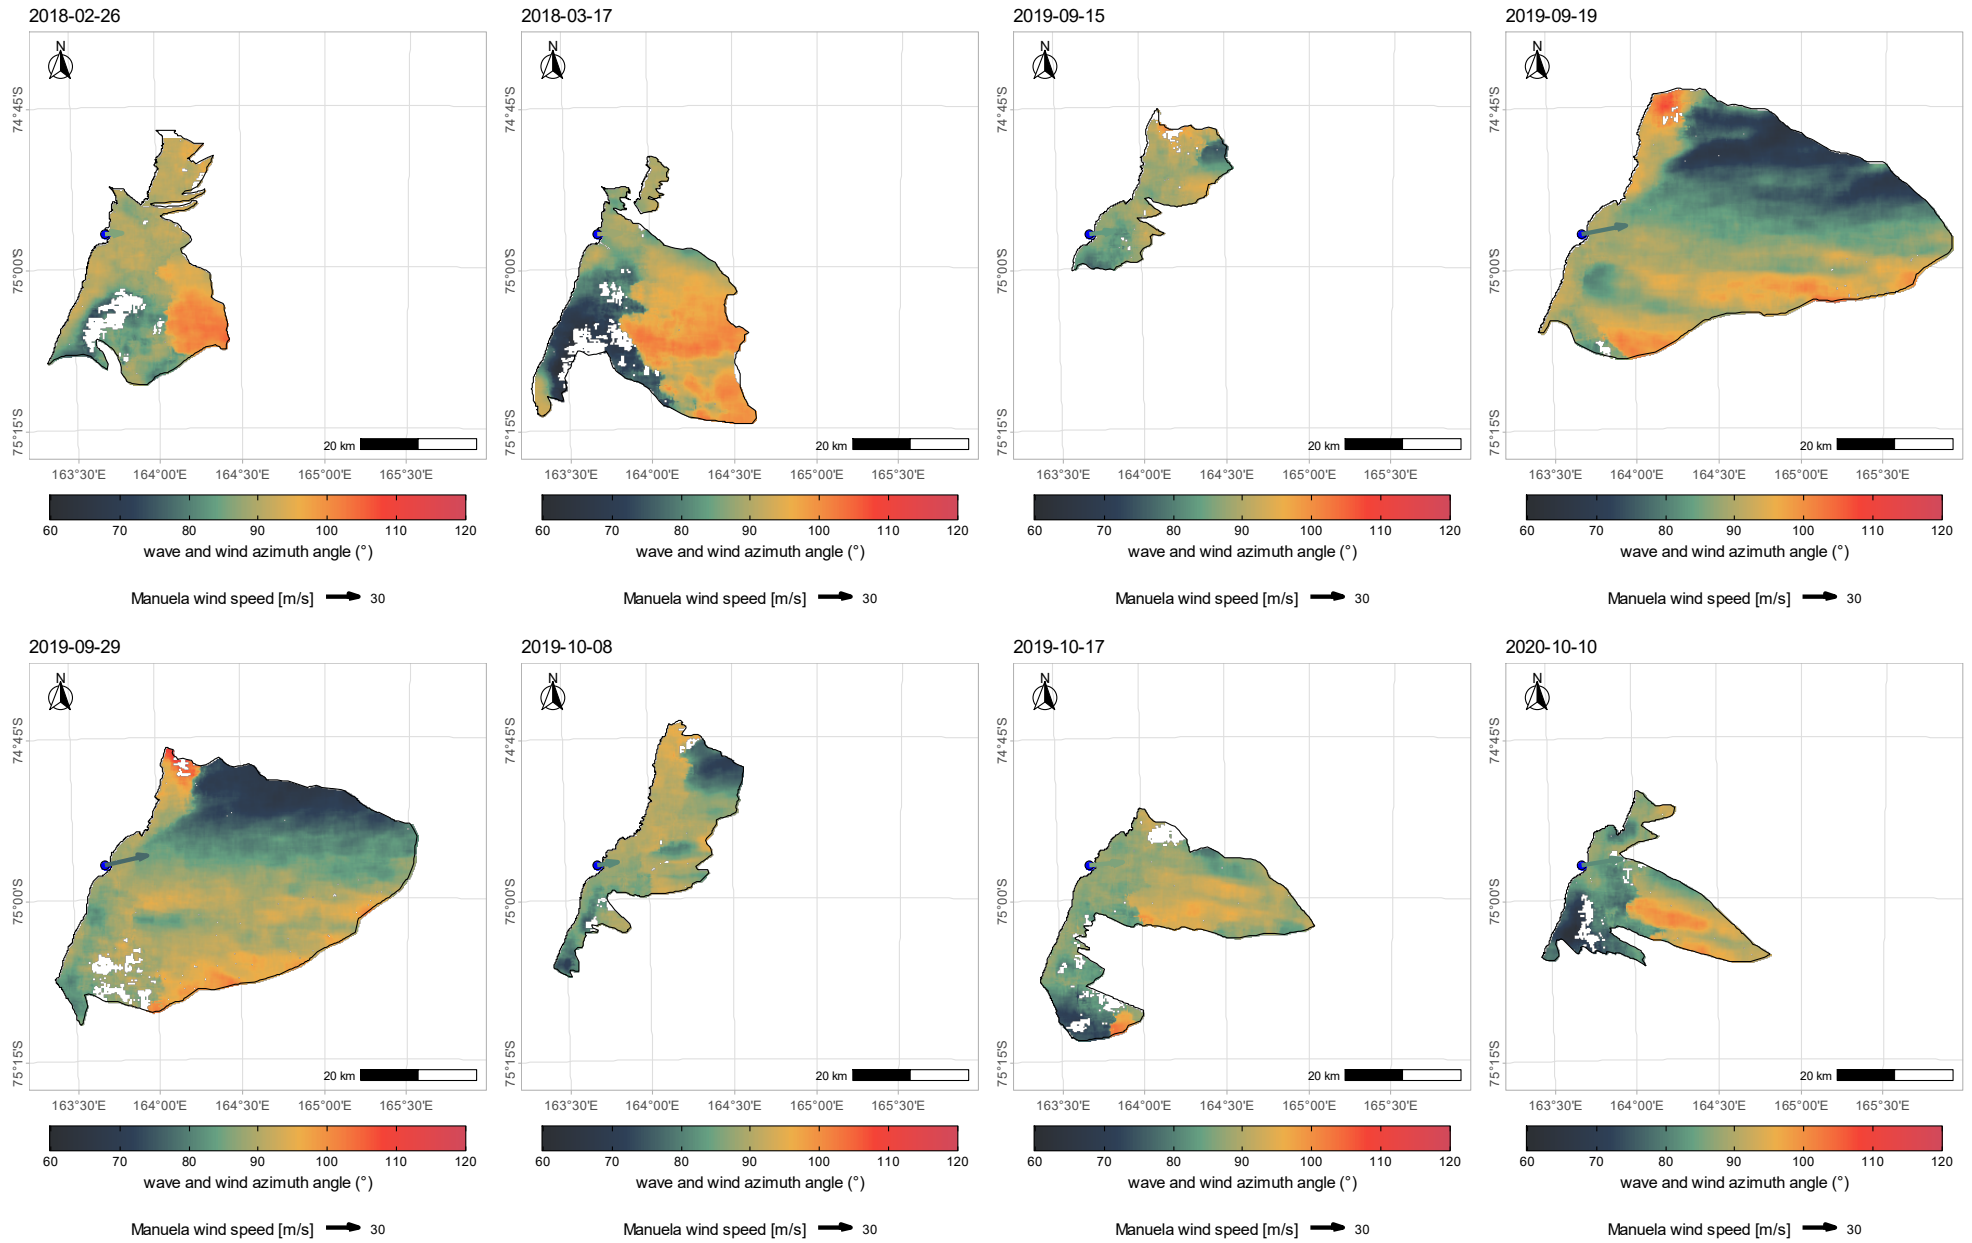 2018-02-26
N
74°45'S
75°00'S
75°15'S
20 km
163°30'E 164°00'E 164°30'E 165°00'E 165°30'E
60 70 80 90 100 110 120
wave and wind azimuth angle (°)
Manuela wind speed [m/s] 30
2018-03-17
N
74°45'S
75°00'S
75°15'S
20 km
163°30'E 164°00'E 164°30'E 165°00'E 165°30'E
60 70 80 90 100 110 120
wave and wind azimuth angle (°)
Manuela wind speed [m/s] 30
2019-09-15
N
74°45'S
75°00'S
75°15'S
20 km
163°30'E 164°00'E 164°30'E 165°00'E 165°30'E
60 70 80 90 100 110 120
wave and wind azimuth angle (°)
Manuela wind speed [m/s] 30
2019-09-19
N
74°45'S
75°00'S
75°15'S
20 km
163°30'E 164°00'E 164°30'E 165°00'E 165°30'E
60 70 80 90 100 110 120
wave and wind azimuth angle (°)
Manuela wind speed [m/s] 30
2019-09-29
N
74°45'S
75°00'S
75°15'S
20 km
163°30'E 164°00'E 164°30'E 165°00'E 165°30'E
60 70 80 90 100 110 120
wave and wind azimuth angle (°)
Manuela wind speed [m/s] 30
2019-10-08
N
74°45'S
75°00'S
75°15'S
20 km
163°30'E 164°00'E 164°30'E 165°00'E 165°30'E
60 70 80 90 100 110 120
wave and wind azimuth angle (°)
Manuela wind speed [m/s] 30
2019-10-17
N
74°45'S
75°00'S
75°15'S
20 km
163°30'E 164°00'E 164°30'E 165°00'E 165°30'E
60 70 80 90 100 110 120
wave and wind azimuth angle (°)
Manuela wind speed [m/s] 30
2020-10-10
N
74°45'S
75°00'S
75°15'S
20 km
163°30'E 164°00'E 164°30'E 165°00'E 165°30'E
60 70 80 90 100 110 120
wave and wind azimuth angle (°)
Manuela wind speed [m/s] 30